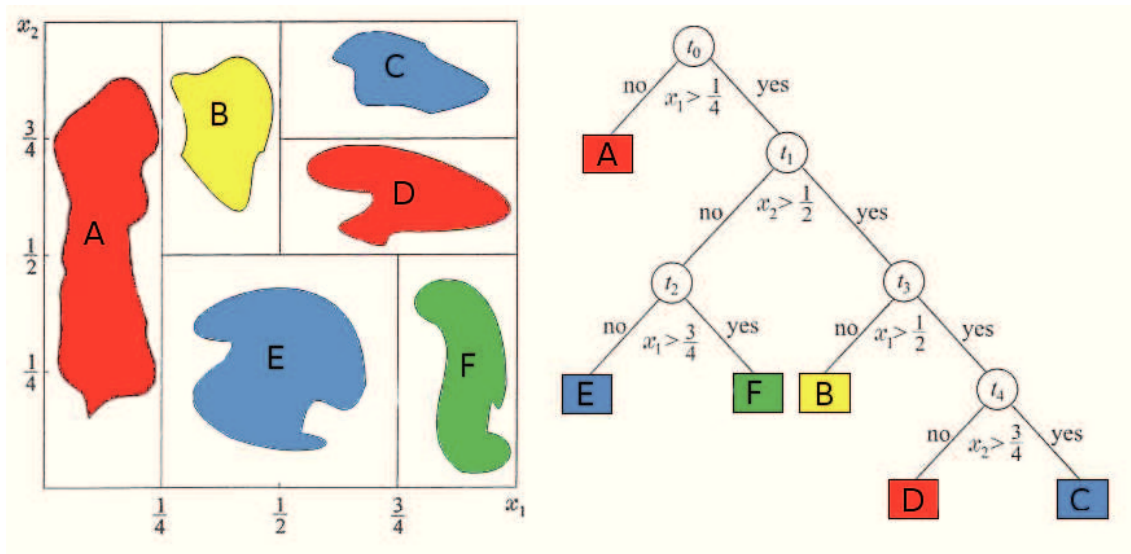 x₂
3/4
1/2
1/4
A
B
C
D
E
F
1/4
1/2
3/4
x₁
t₀
no
yes
x₁ > 1/4
A
t₁
no
yes
x₂ > 1/2
t₂
no
yes
x₁ > 3/4
t₃
no
yes
x₁ > 1/2
E
F
B
t₄
no
yes
x₂ > 3/4
D
C